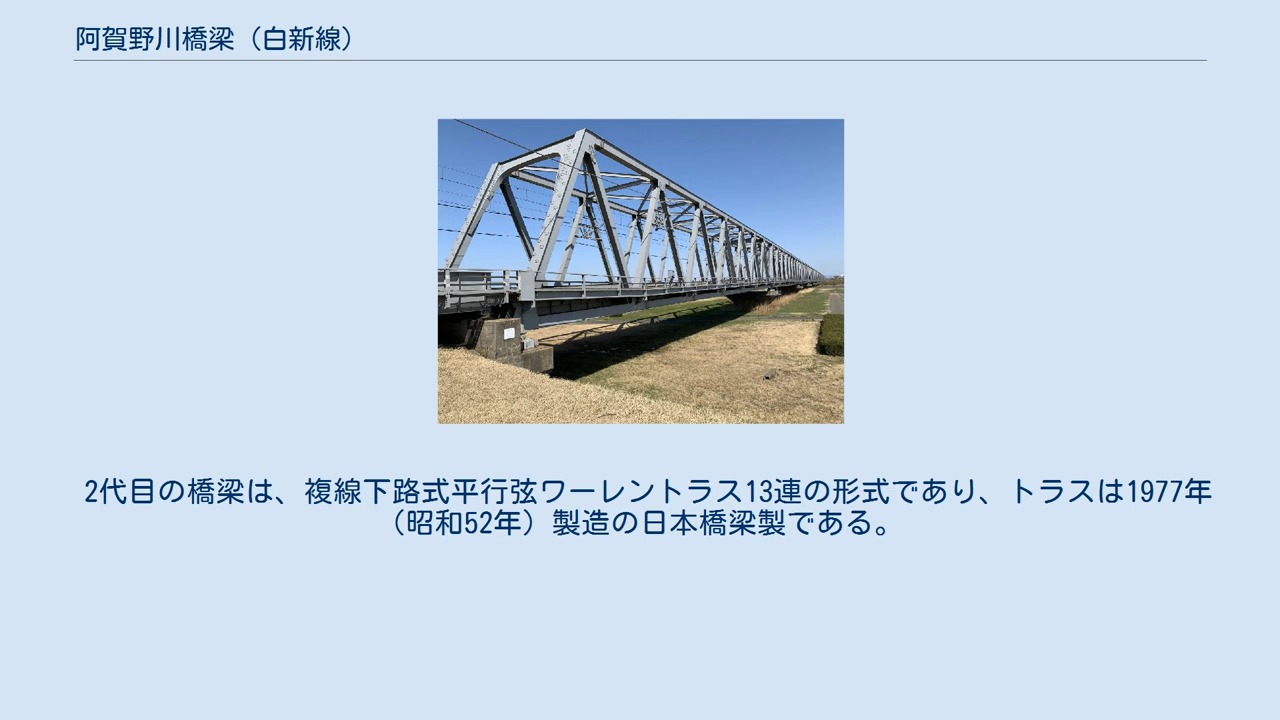 阿賀野川橋梁（白新線）
2代目の橋梁は、複線下路式平行弦ワーレントラス13連の形式であり、トラスは1977年
（昭和52年）製造の日本橋梁製である。